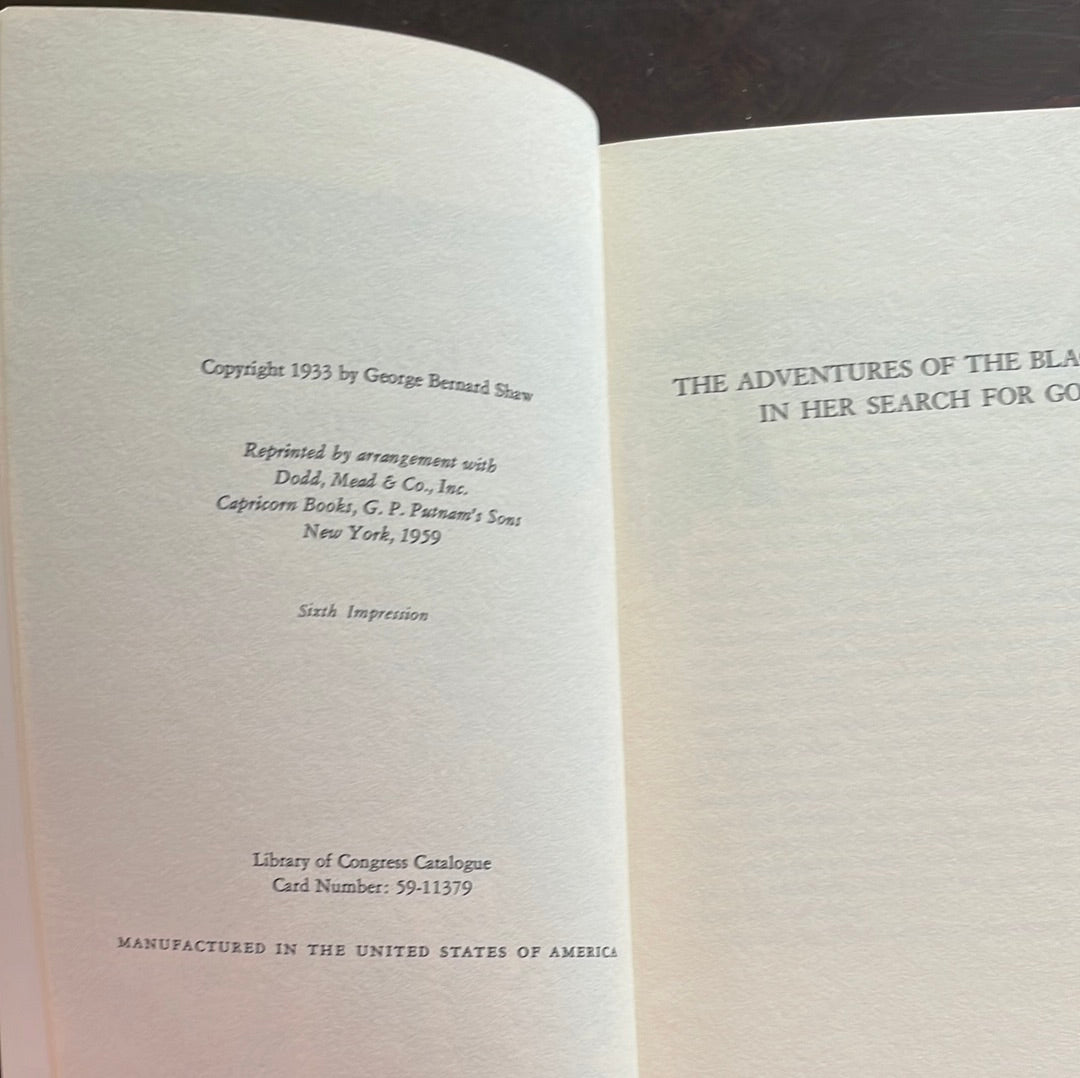 Copyright 1933 by George Bernard Shaw
Reprinted by arrangement with
Dodd, Mead & Co., Inc.
Capricorn Books, G. P. Putnam's Sons
New York, 1959
Sixth Impression
Library of Congress Catalogue
Card Number: 59-11379
MANUFACTURED IN THE UNITED STATES OF AMERICA
THE ADVENTURES OF THE BLA
IN HER SEARCH FOR GO